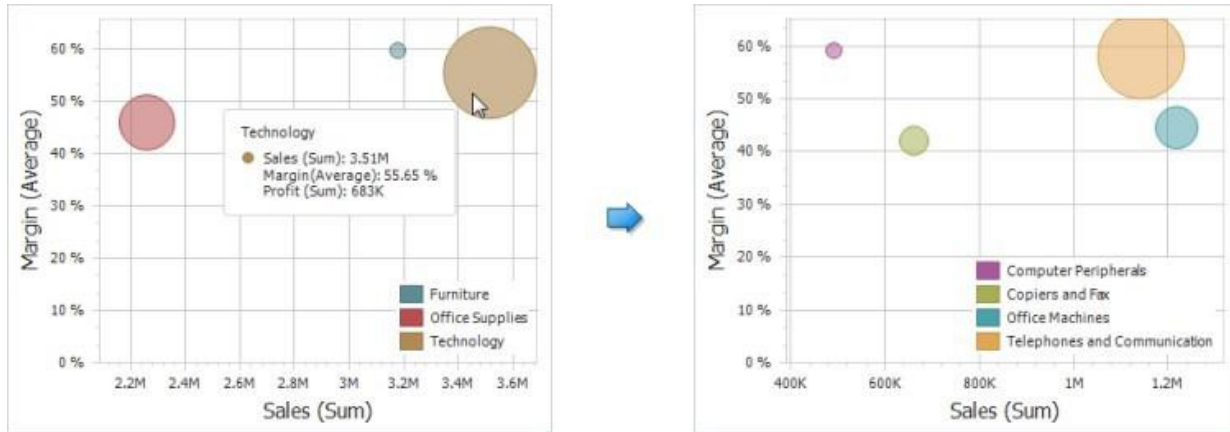 60 %
50 %
40 %
30 %
20 %
10 %
0 %
Margin (Average)
Technology
Sales (Sum): 3.51M
Margin(Average): 55.65 %
Profit (Sum): 683K
Furniture
Office Supplies
Technology
2.2M 2.4M 2.6M 2.8M 3M 3.2M 3.4M 3.6M
Sales (Sum)
60 %
50 %
40 %
30 %
20 %
10 %
0 %
Margin (Average)
Computer Peripherals
Copiers and Fax
Office Machines
Telephones and Communication
400K 600K 800K 1M 1.2M
Sales (Sum)